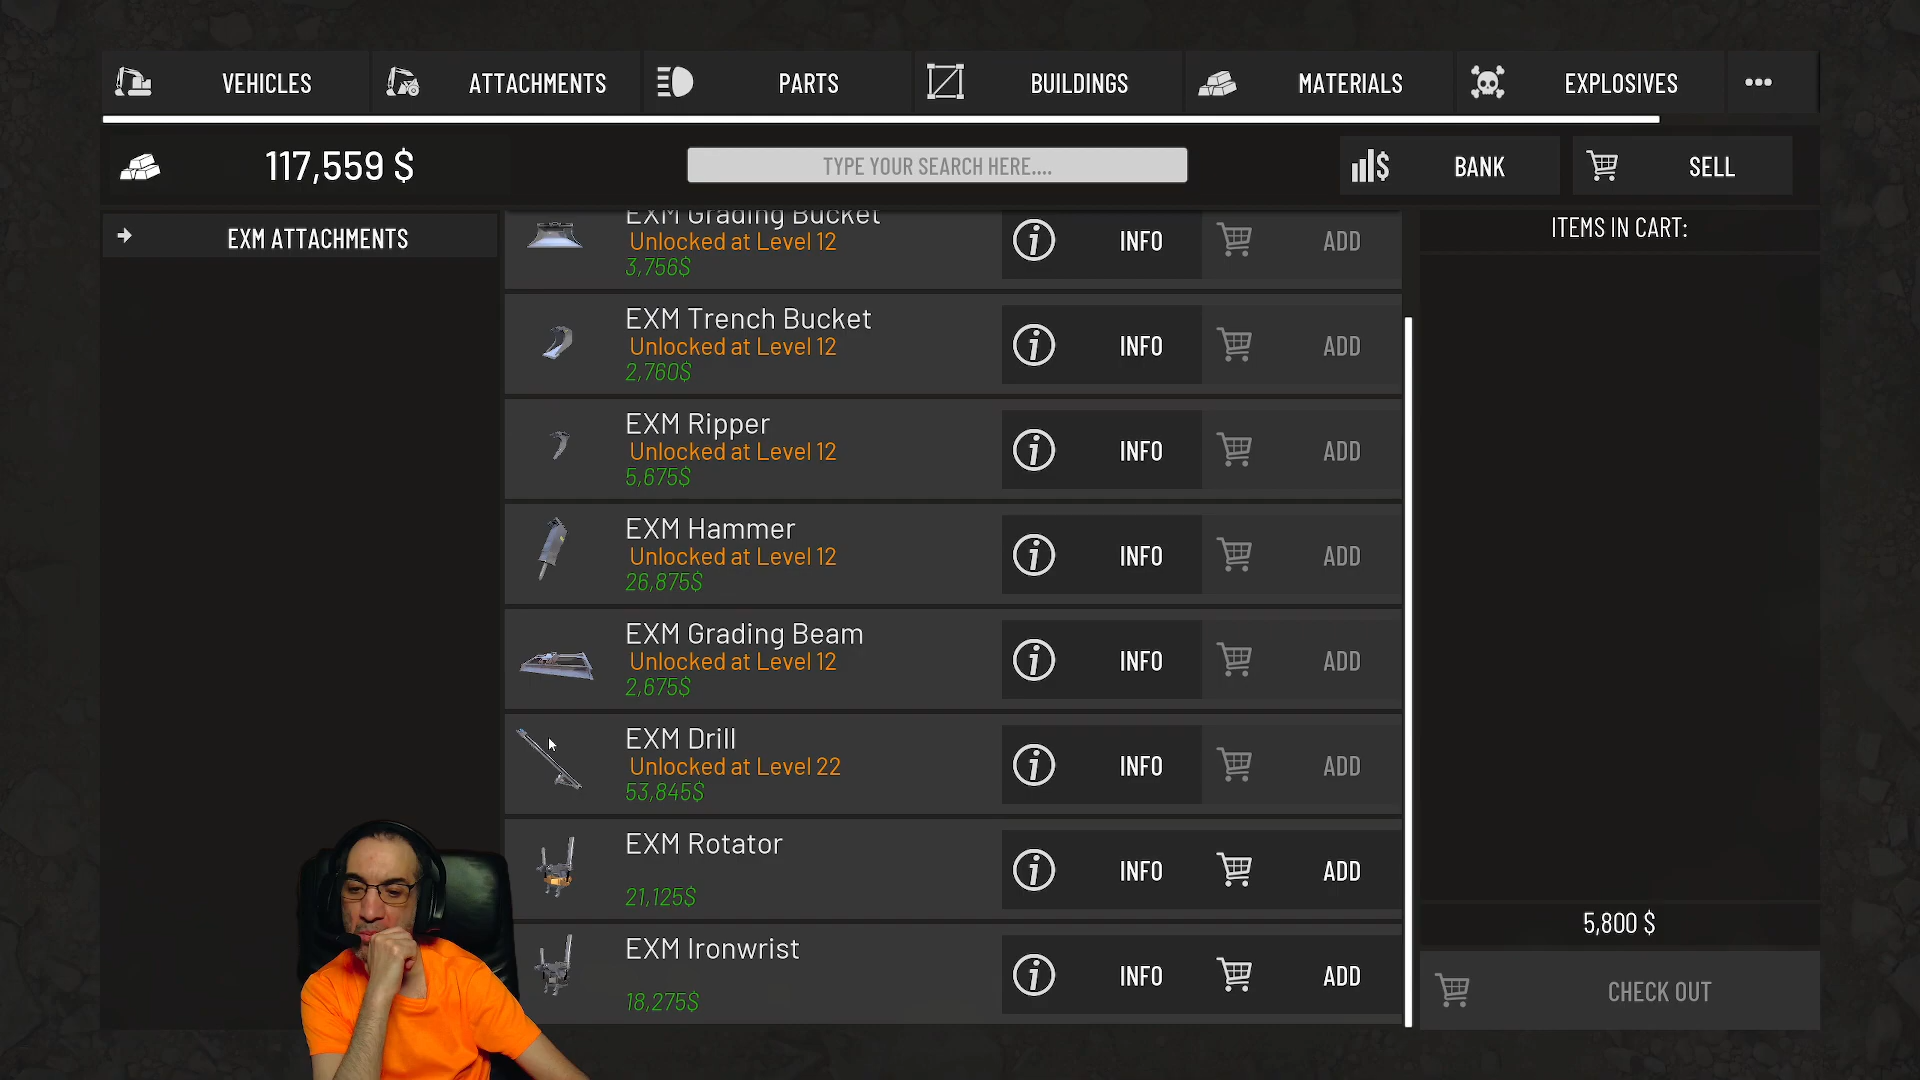 VEHICLES
ATTACHMENTS
PARTS
BUILDINGS
MATERIALS
EXPLOSIVES
117,559 $
TYPE YOUR SEARCH HERE....
BANK
SELL
EXM ATTACHMENTS
ITEMS IN CART:
EXM Grading Bucket
Unlocked at Level 12
3,756$
INFO
ADD
EXM Trench Bucket
Unlocked at Level 12
2,760$
INFO
ADD
EXM Ripper
Unlocked at Level 12
5,675$
INFO
ADD
EXM Hammer
Unlocked at Level 12
26,875$
INFO
ADD
EXM Grading Beam
Unlocked at Level 12
2,675$
INFO
ADD
EXM Drill
Unlocked at Level 22
53,845$
INFO
ADD
EXM Rotator
21,125$
INFO
ADD
EXM Ironwrist
18,275$
INFO
ADD
5,800 $
CHECK OUT